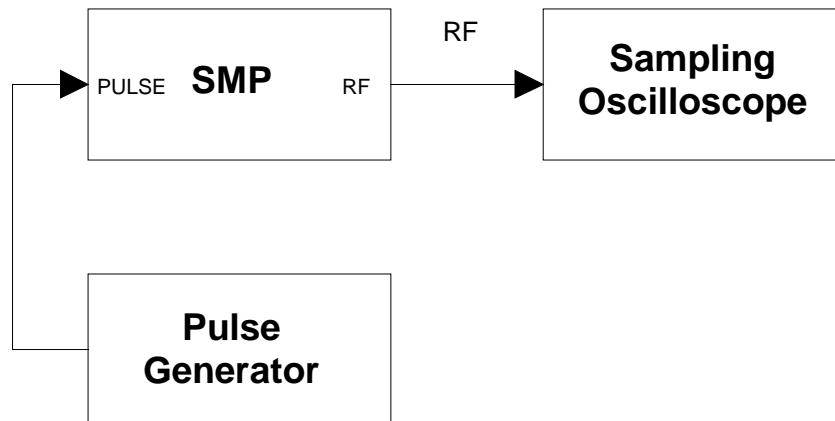 RF
PULSE SMP RF
Sampling
Oscilloscope
Pulse
Generator